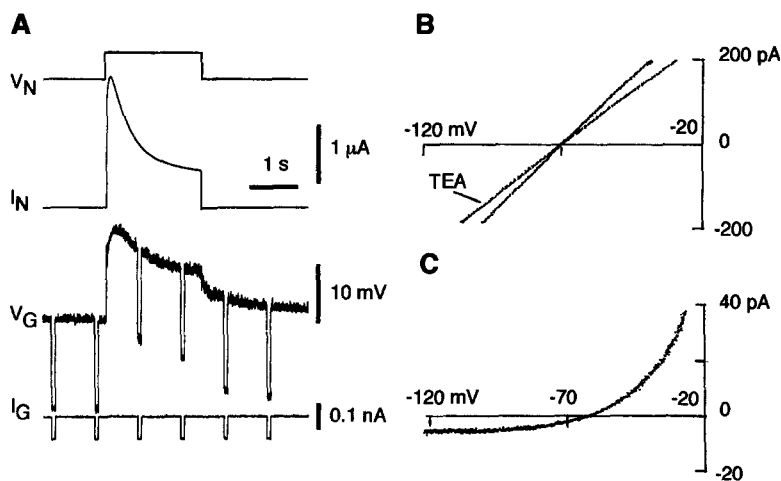 A
V_N
1 μA
1 s
I_N
V_G
10 mV
I_G
0.1 nA
B
200 pA
-120 mV
-20
0
TEA
-200
C
40 pA
-120 mV
-70
-20
0
-20